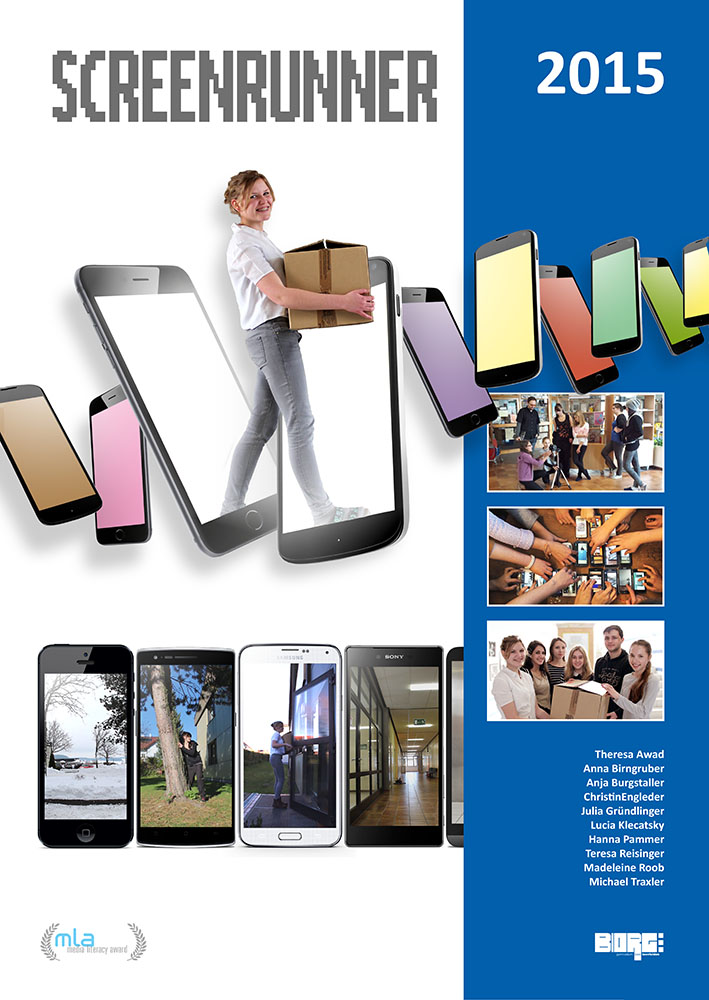 SCREENRUNNER
2015
SAMSUNG
SONY
Theresa Awad
Anna Birngruber
Anja Burgstaller
ChristinEngleder
Julia Gründlinger
Lucia Klecatsky
Hanna Pammer
Teresa Reisinger
Madeleine Roob
Michael Traxler
mla
media literacy award
BORG